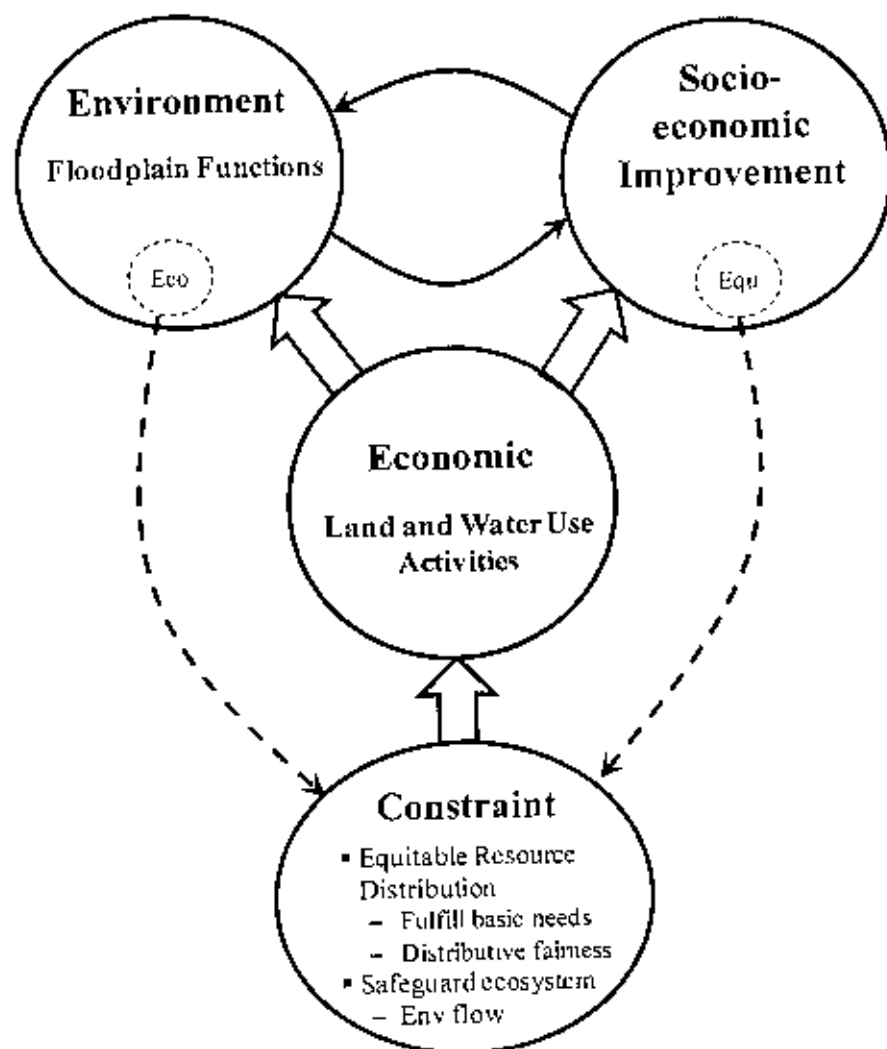 Environment
Floodplain Functions
Eco
Socio-
economic
Improvement
Equ
Economic
Land and Water Use
Activities
Constraint
▪ Equitable Resource
Distribution
– Fulfill basic needs
– Distributive fairness
▪ Safeguard ecosystem
– Env flow